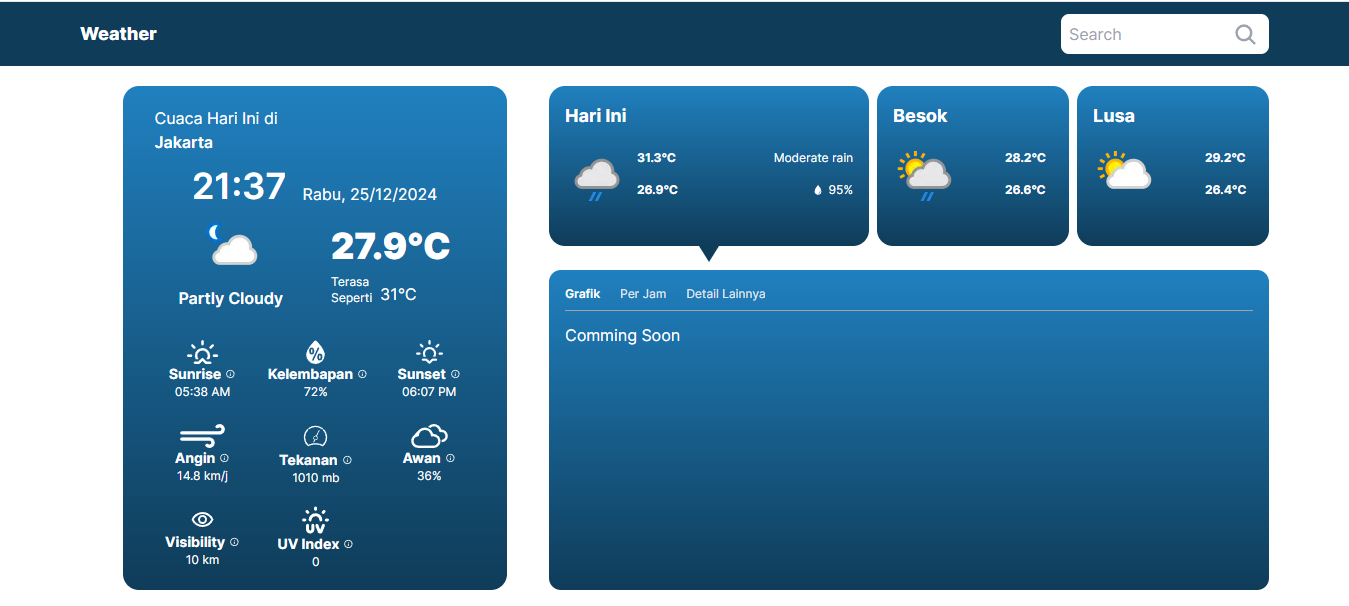 Weather
Search
Cuaca Hari Ini di
Jakarta
21:37 Rabu, 25/12/2024
27.9°C
Partly Cloudy
Terasa
Seperti 31°C
Sunrise
05:38 AM
Kelembapan
72%
Sunset
06:07 PM
Angin
14.8 km/j
Tekanan
1010 mb
Awan
36%
Visibility
10 km
UV
UV Index
0
Hari Ini
31.3°C Moderate rain
26.9°C 95%
Besok
28.2°C
26.6°C
Lusa
29.2°C
26.4°C
Grafik Per Jam Detail Lainnya
Comming Soon